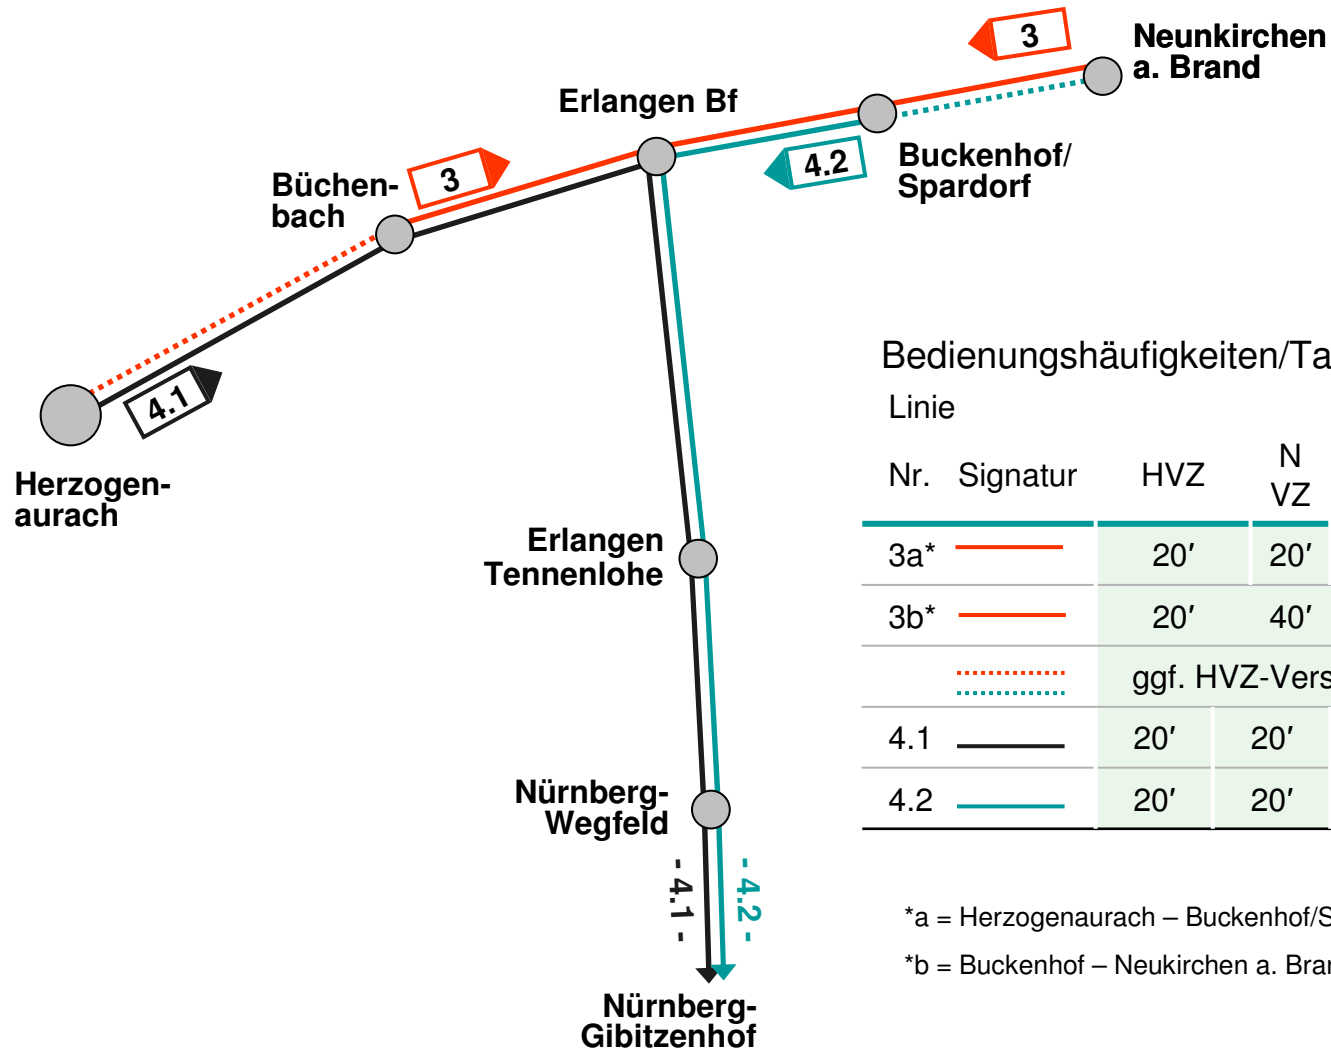 3
Neunkirchen
a. Brand
Erlangen Bf
4.2
Buckenhof/
Spardorf
3
Büchen-
bach
4.1
Herzogen-
aurach
Erlangen
Tennenlohe
Nürnberg-
Wegfeld
- 4.1 -
- 4.2 -
Nürnberg-
Gibitzenhof
Bedienungshäufigkeiten/Ta
Linie
Nr. Signatur HVZ N
VZ
3a* 20′ 20′
3b* 20′ 40′
ggf. HVZ-Vers
4.1 20′ 20′
4.2 20′ 20′
*a = Herzogenaurach – Buckenhof/S
*b = Buckenhof – Neukirchen a. Bran